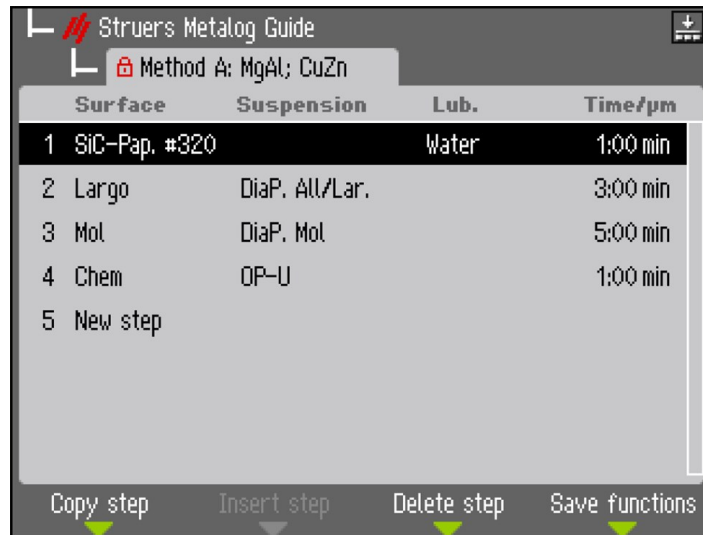 Struers Metalog Guide
Method A: MgAl; CuZn
Surface Suspension Lub. Time/µm
1 SiC-Pap. #320 Water 1:00 min
2 Largo DiaP. All/Lar. 3:00 min
3 Mol DiaP. Mol 5:00 min
4 Chem OP-U 1:00 min
5 New step
Copy step Insert step Delete step Save functions